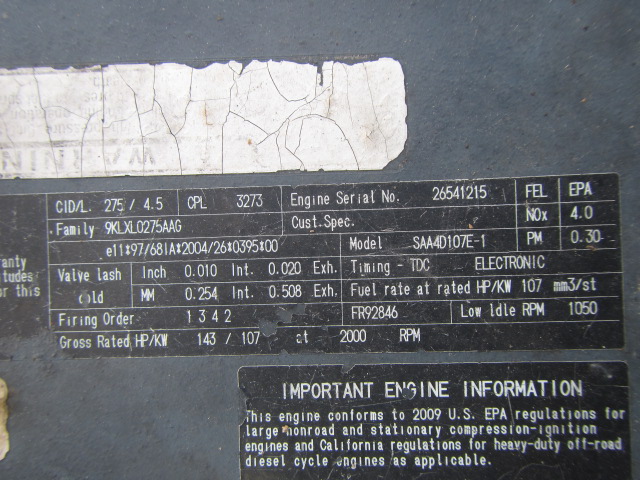 WARNIN
CID/L. 275 / 4.5 CPL 3273 Engine Serial No. 26541215 FEL EPA
Family 9KLXL0275AAG Cust.Spec. NOx 4.0
e11*97/68IA*2004/26*0395*00 Model SAA4D107E-1 PM 0.30
Valve lash Inch 0.010 Int. 0.020 Exh. Timing - TDC ELECTRONIC
cold MM 0.254 Int. 0.508 Exh. Fuel rate at rated HP/KW 107 mm3/st
Firing Order 1 3 4 2 FR92846 Low Idle RPM 1050
Gross Rated HP/KW 143 / 107 at 2000 RPM
ranty
tudes
for this
IMPORTANT ENGINE INFORMATION
This engine conforms to 2009 U.S. EPA regulations for
large nonroad and stationary compression-ignition
engines and California regulations for heavy-duty off-road
diesel cycle engines as applicable.